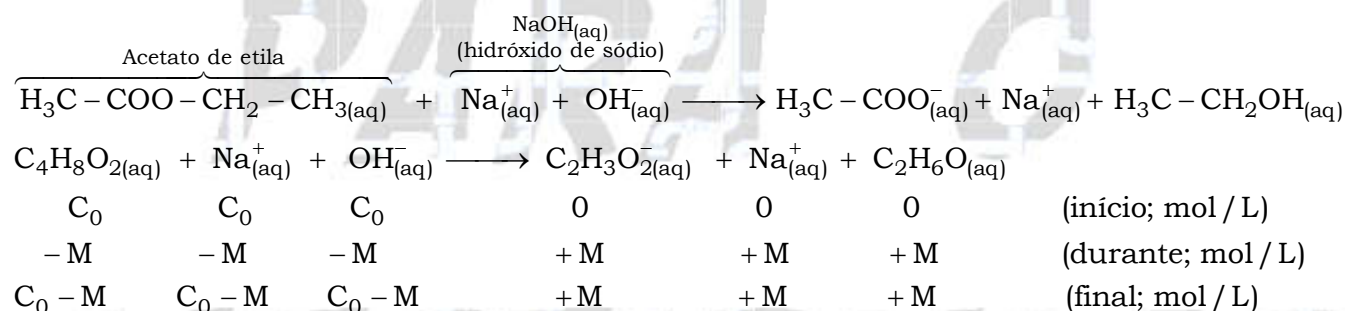 NaOH(aq)
Acetato de etila (hidróxido de sódio)
H₃C – COO – CH₂ – CH₃(aq) + Na⁺(aq) + OH⁻(aq) ⟶ H₃C – COO⁻(aq) + Na⁺(aq) + H₃C – CH₂OH(aq)
C₄H₈O₂(aq) + Na⁺(aq) + OH⁻(aq) ⟶ C₂H₃O₂⁻(aq) + Na⁺(aq) + C₂H₆O(aq)
C₀ C₀ C₀ 0 0 0 (início; mol / L)
– M – M – M + M + M + M (durante; mol / L)
C₀ – M C₀ – M C₀ – M + M + M + M (final; mol / L)
PARA C